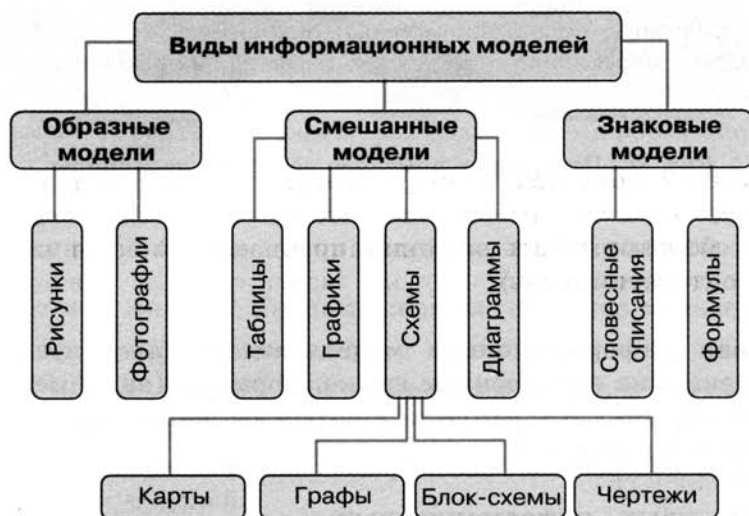 Виды информационных моделей
Образные
модели
Смешанные
модели
Знаковые
модели
Рисунки
Фотографии
Таблицы
Графики
Схемы
Диаграммы
Словесные
описания
Формулы
Карты
Графы
Блок-схемы
Чертежи